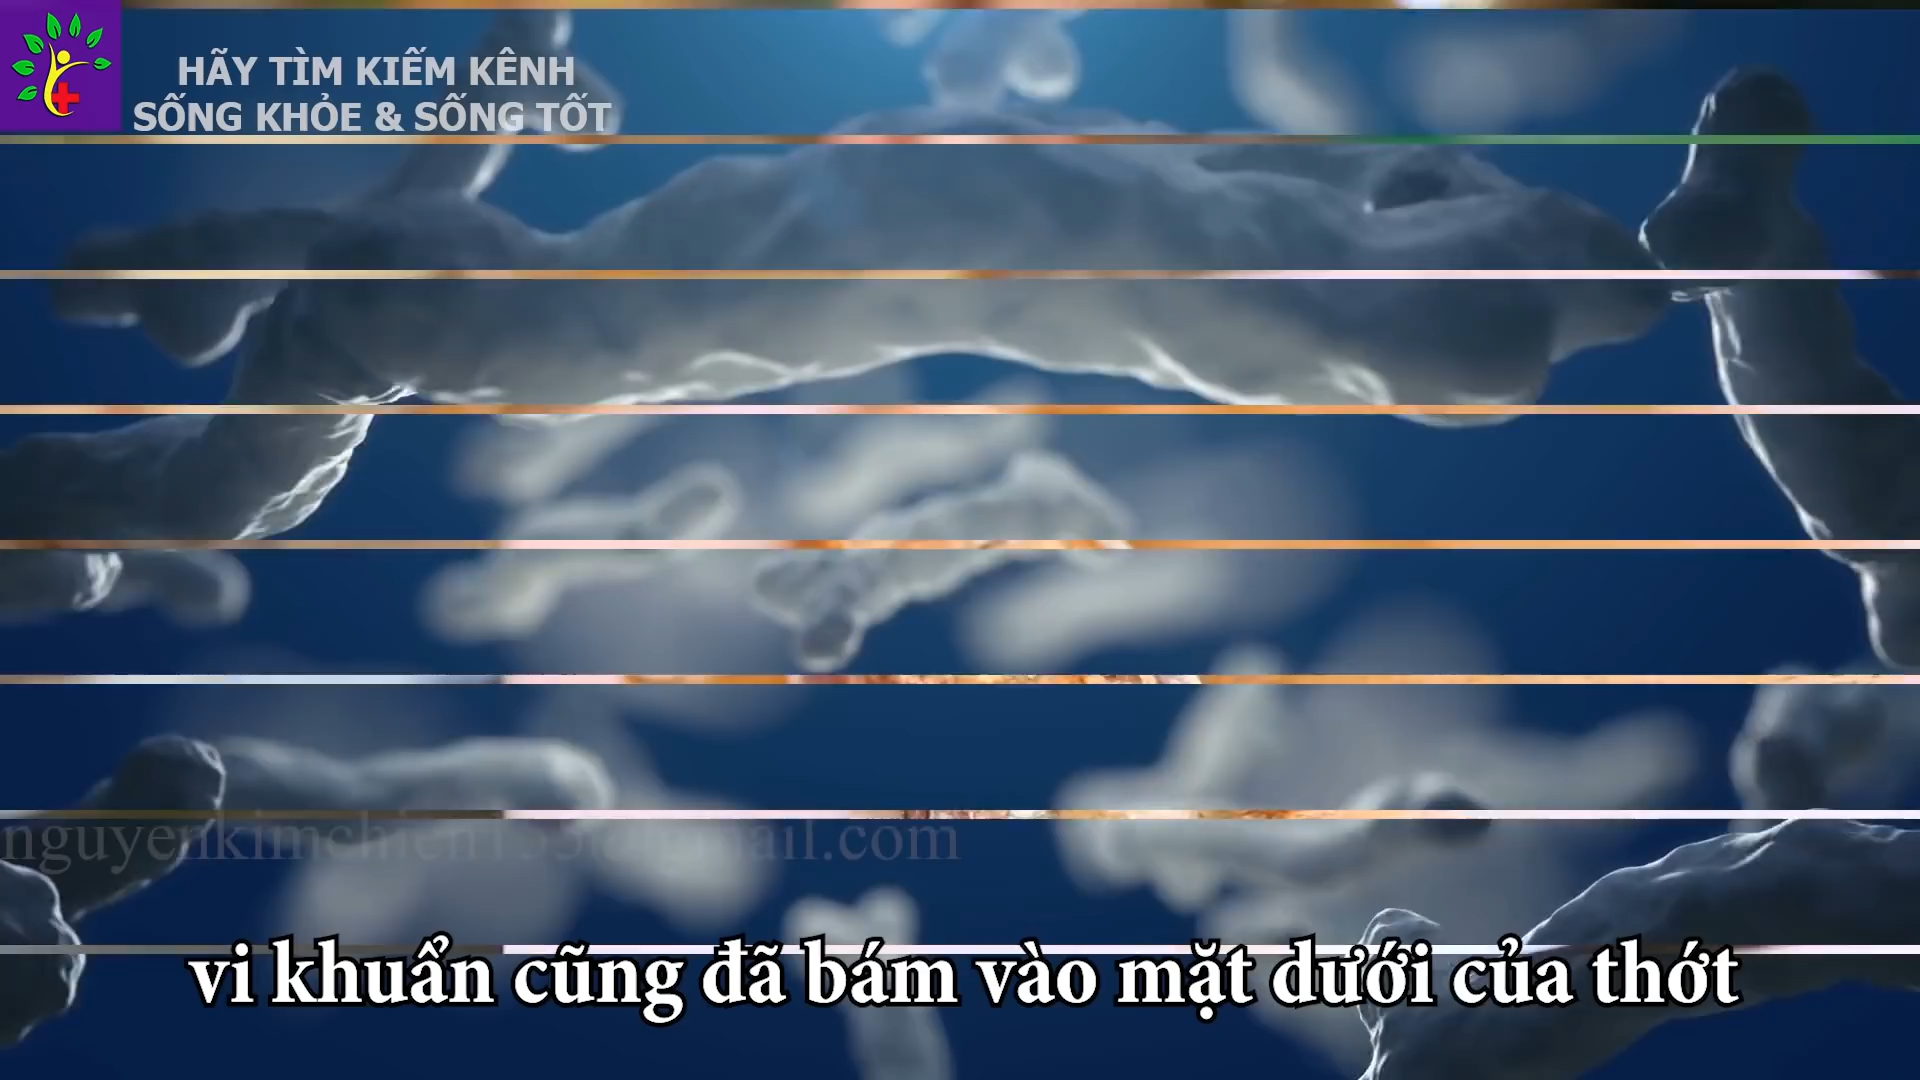 HÃY TÌM KIẾM KÊNH
SỐNG KHỎE & SỐNG TỐT
vi khuẩn cũng đã bám vào mặt dưới của thớt